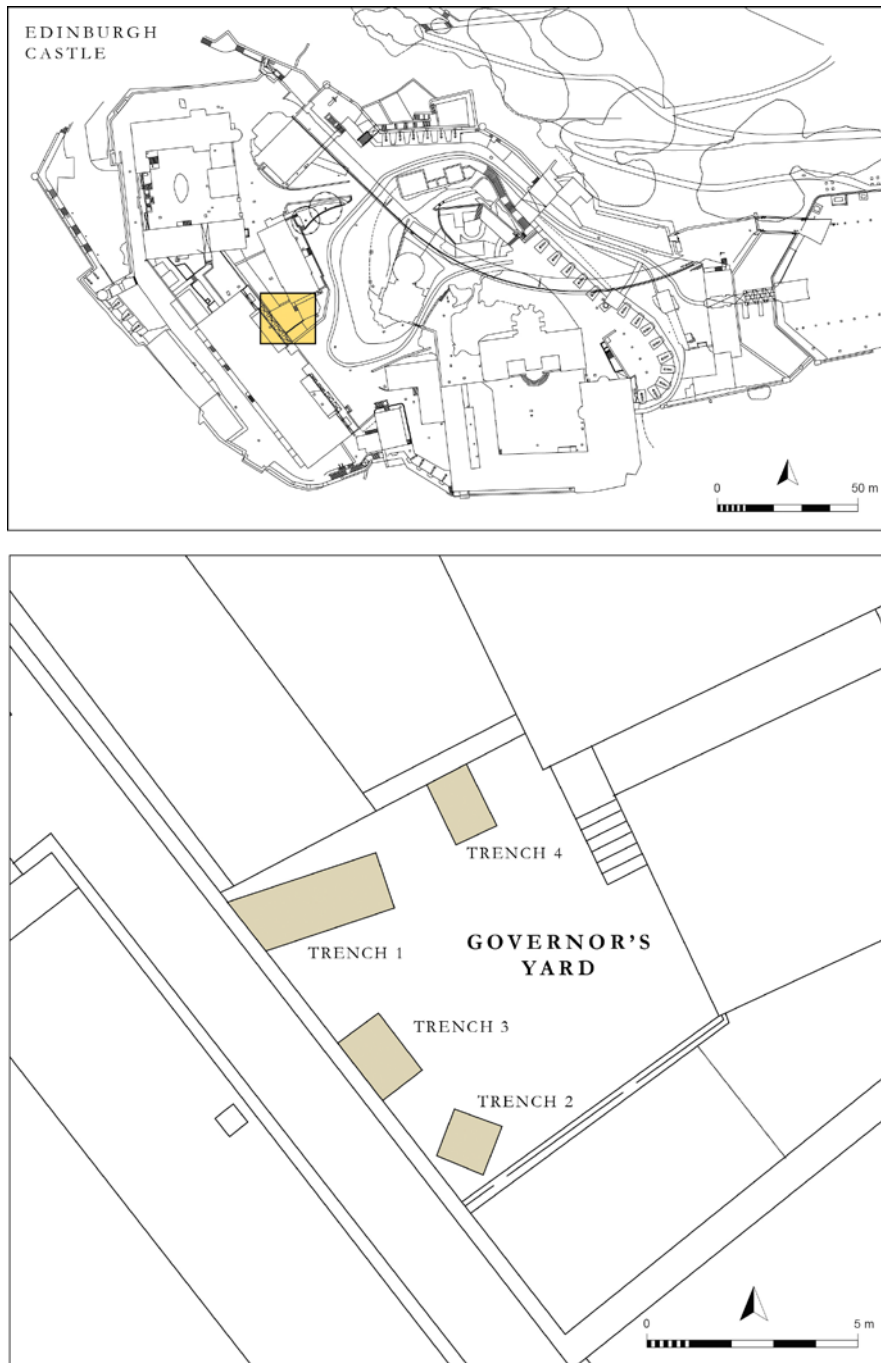 EDINBURGH
CASTLE
0 50 m
TRENCH 4
TRENCH 1
GOVERNOR'S
YARD
TRENCH 3
TRENCH 2
0 5 m